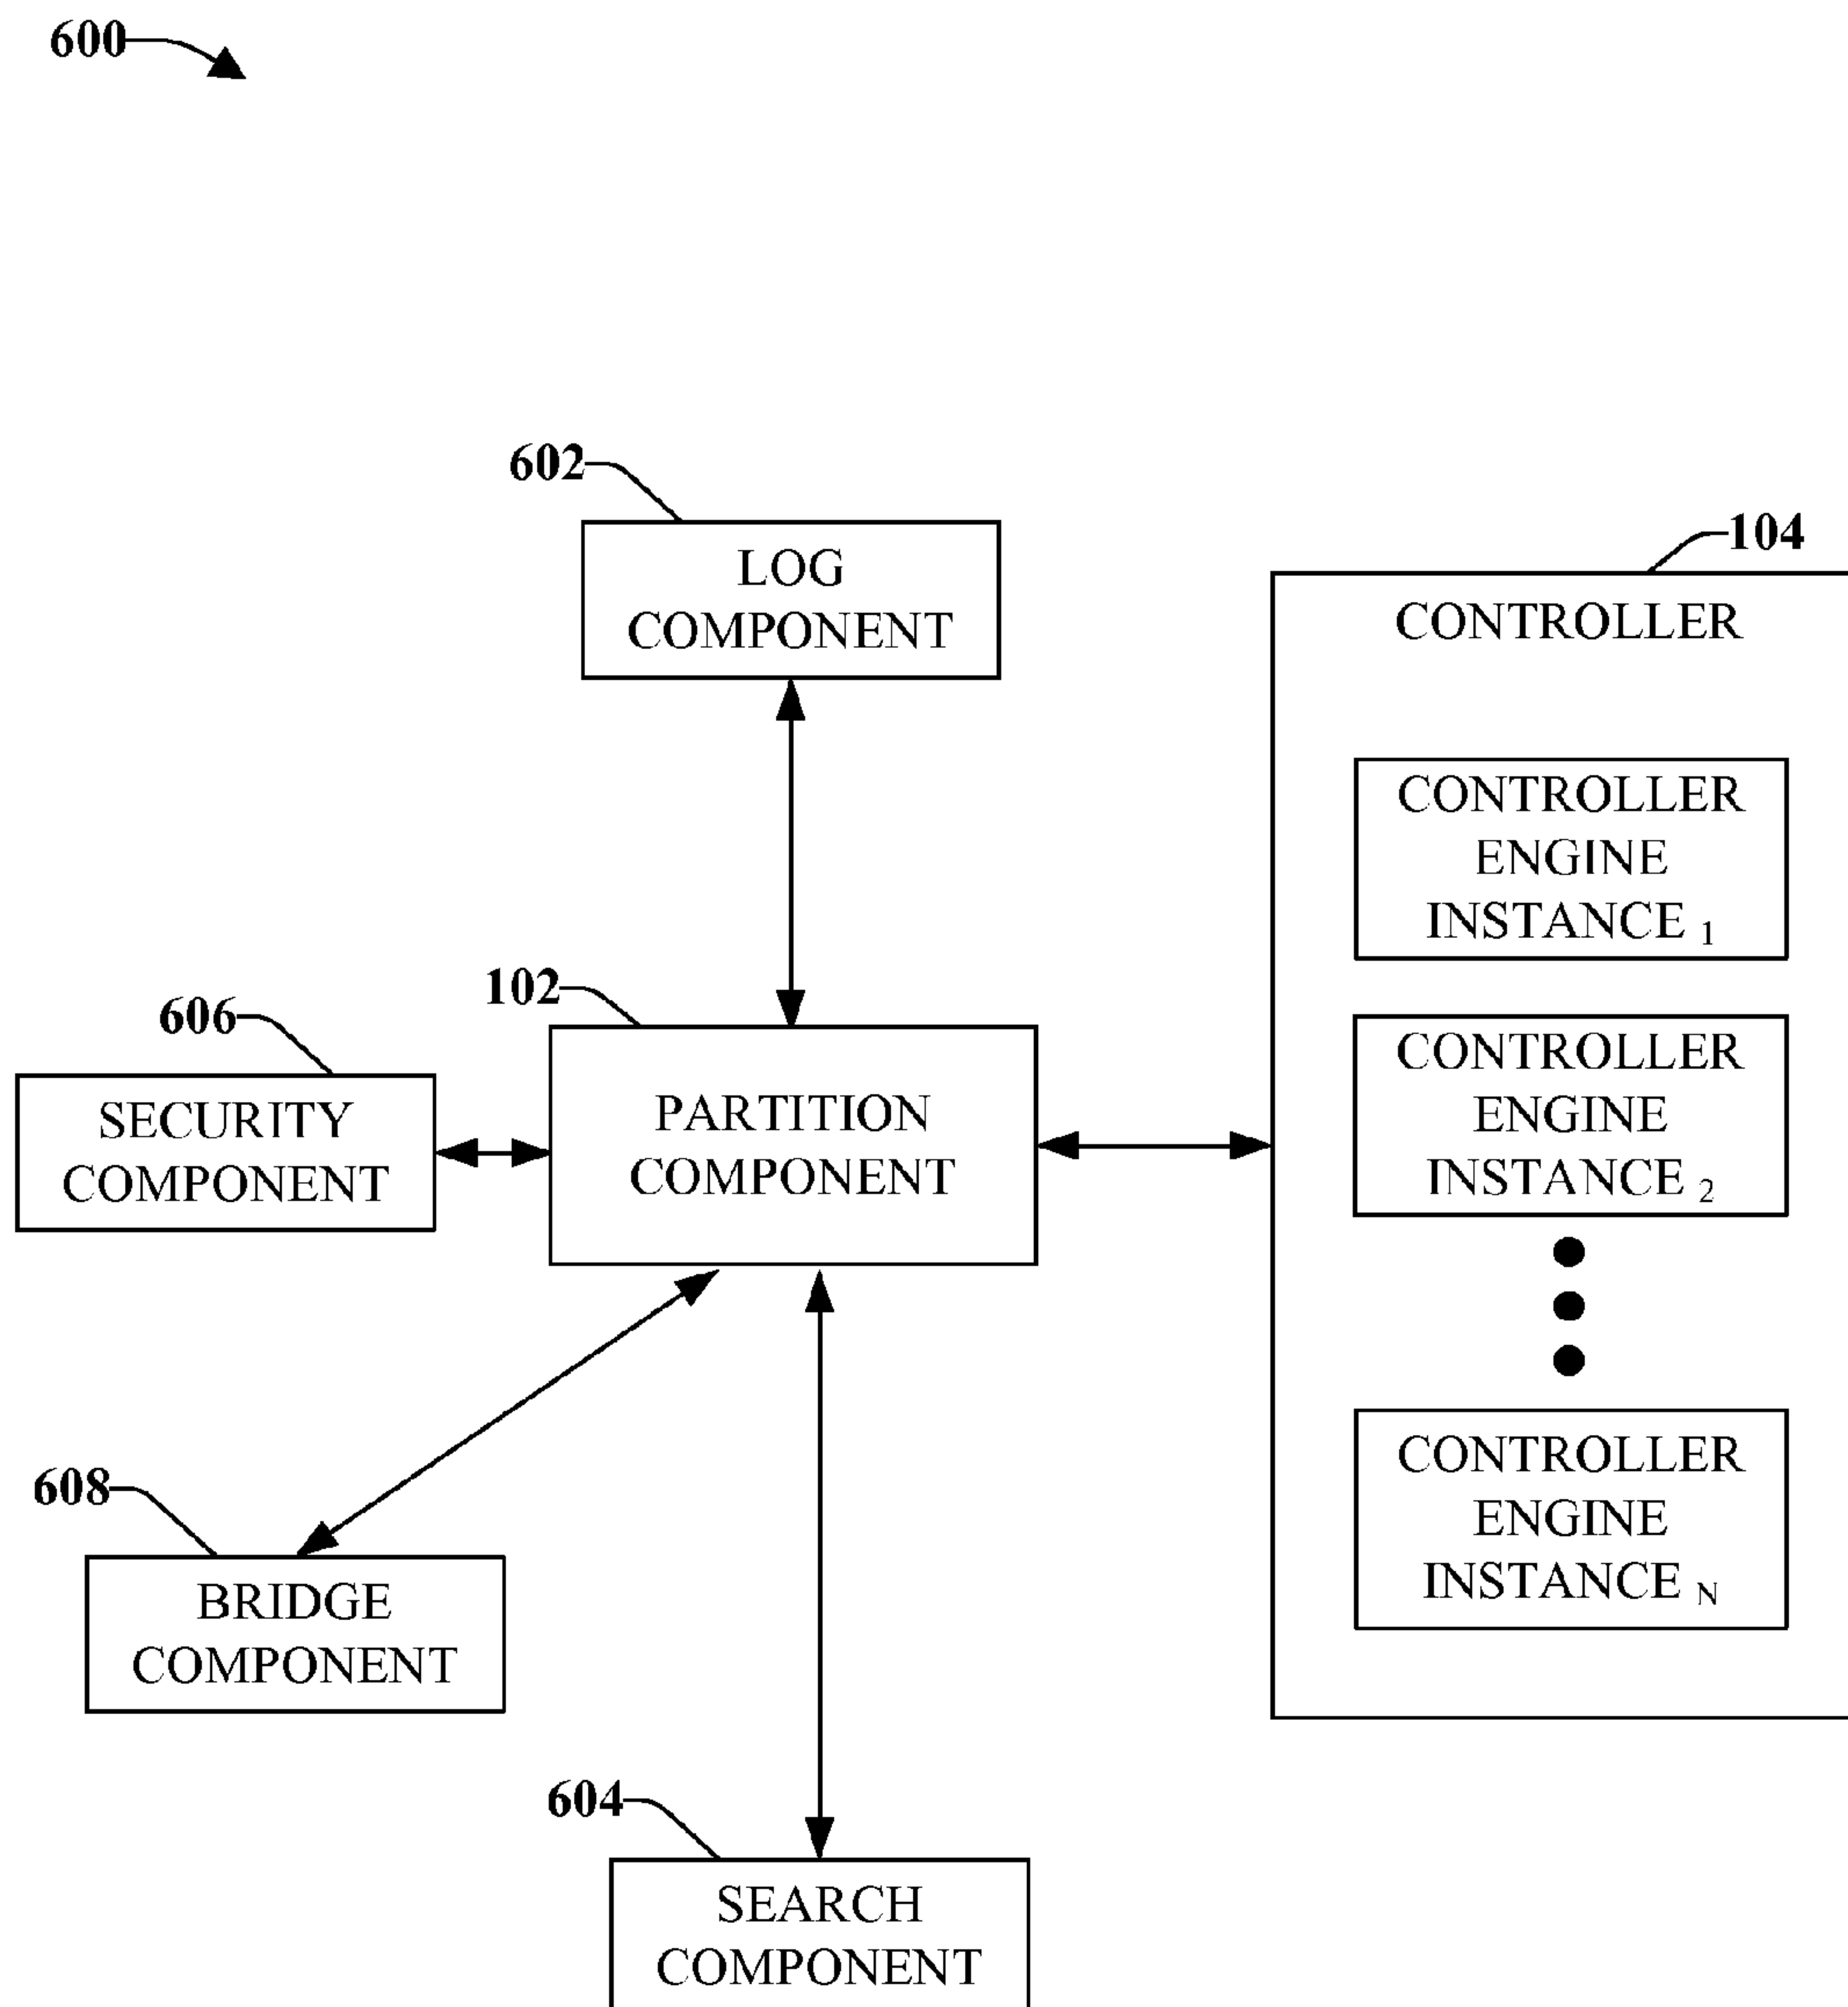 600
602
LOG
COMPONENT
104
CONTROLLER
CONTROLLER
ENGINE
INSTANCE 1
102
606
PARTITION
COMPONENT
SECURITY
COMPONENT
CONTROLLER
ENGINE
INSTANCE 2
608
BRIDGE
COMPONENT
CONTROLLER
ENGINE
INSTANCE N
604
SEARCH
COMPONENT